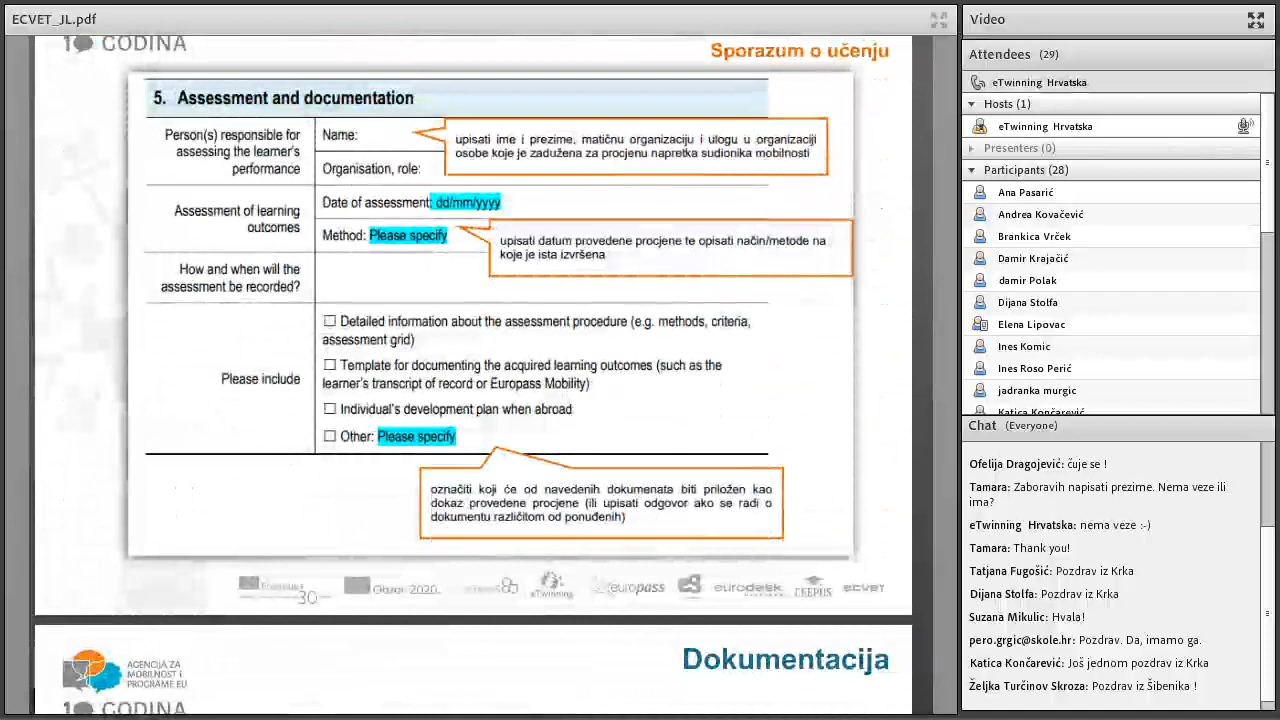 ECVET_JL.pdf
10 GODINA
Sporazum o učenju
5. Assessment and documentation
Person(s) responsible for
assessing the learner's
performance
Name:
Organisation, role:
upisati ime i prezime, matičnu organizaciju i ulogu u organizaciji
osobe koje je zadužena za procjenu napretka sudionika mobilnosti
Assessment of learning
outcomes
Date of assessment: dd/mm/yyyy
Method: Please specify
upisati datum provedene procjene te opisati način/metode na
koje je ista izvršena
How and when will the
assessment be recorded?
Please include
☐ Detailed information about the assessment procedure (e.g. methods, criteria,
assessment grid)
☐ Template for documenting the acquired learning outcomes (such as the
learner's transcript of record or Europass Mobility)
☐ Individual's development plan when abroad
☐ Other: Please specify
označiti koji će od navedenih dokumenata biti priložen kao
dokaz provedene procjene (ili upisati odgovor ako se radi o
dokumentu različitom od ponuđenih)
30
Obzor 2020.
eTwinning
europass
eurodesk
CEEPUS
ecvet
AGENCIJA ZA
MOBILNOST I
PROGRAME EU
Dokumentacija
10 GODINA
Video
Attendees (29)
eTwinning Hrvatska
Hosts (1)
eTwinning Hrvatska
Presenters (0)
Participants (28)
Ana Pasarić
Andrea Kovačević
Brankica Vrček
Damir Krajačić
damir Polak
Dijana Stolfa
Elena Lipovac
Ines Komic
Ines Roso Perić
jadranka murgic
Katica Končarević
Chat (Everyone)
Ofelija Dragojević: čuje se !
Tamara: Zaboravih napisati prezime. Nema veze ili
ima?
eTwinning Hrvatska: nema veze :-)
Tamara: Thank you!
Tatjana Fugošić: Pozdrav iz Krka
Dijana Stolfa: Pozdrav iz Krka
Suzana Mikulic: Hvala!
pero.grgic@skole.hr: Pozdrav. Da, imamo ga.
Katica Končarević: Još jednom pozdrav iz Krka
Željka Turčinov Skroza: Pozdrav iz Šibenika !